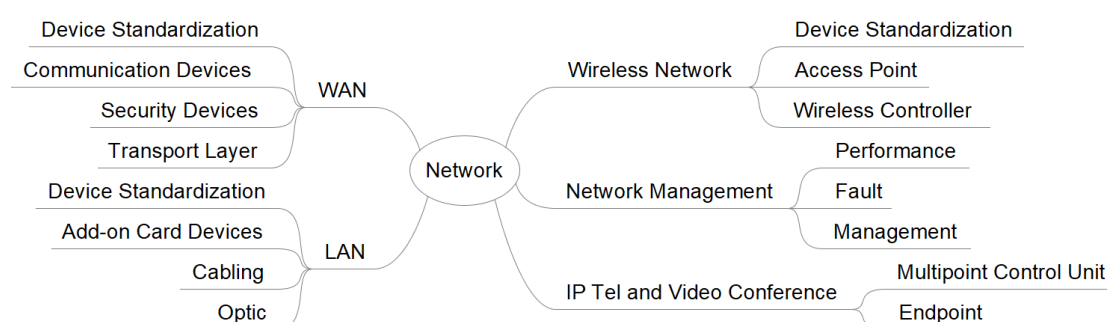 Device Standardization
Communication Devices
Security Devices
Transport Layer
WAN
Device Standardization
Add-on Card Devices
Cabling
Optic
LAN
Network
Wireless Network
Device Standardization
Access Point
Wireless Controller
Network Management
Performance
Fault
Management
IP Tel and Video Conference
Multipoint Control Unit
Endpoint